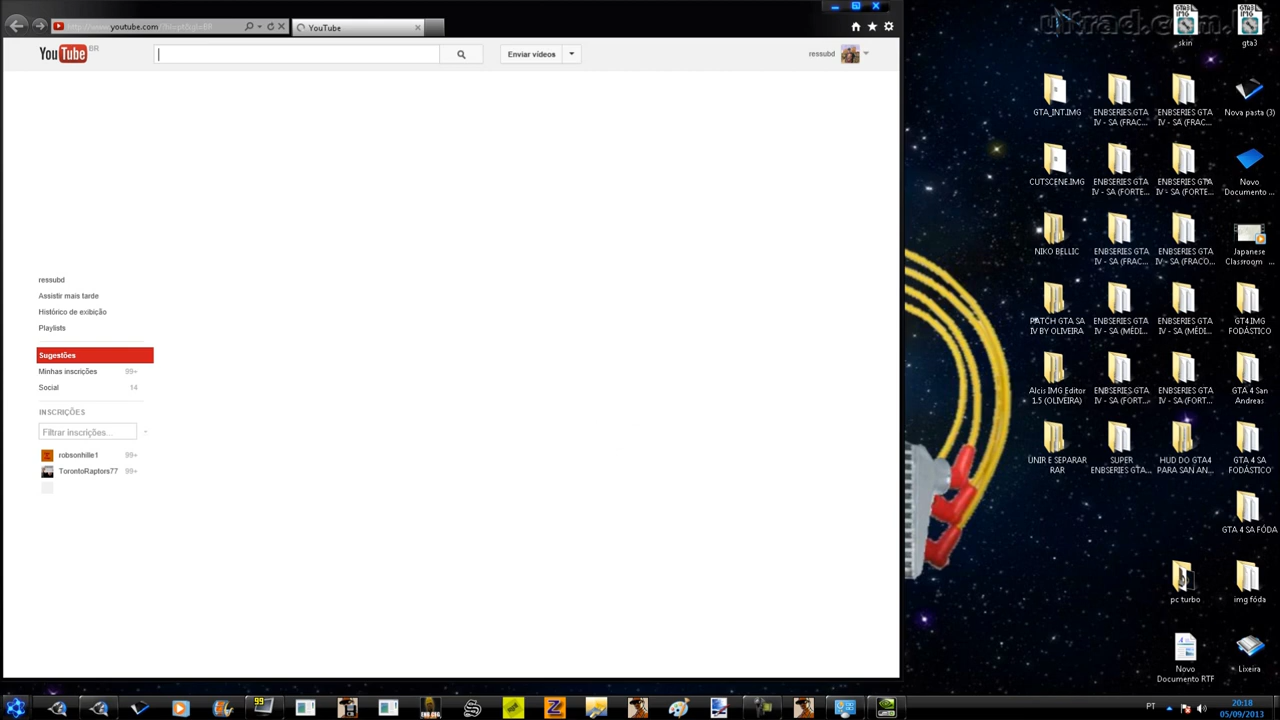 http://www.youtube.com/
YouTube
YouTube BR
Enviar vídeos
ressubd
ressubd
Assistir mais tarde
Histórico de exibição
Playlists
Sugestões
Minhas inscrições 99+
Social 14
INSCRIÇÕES
Filtrar inscrições...
robsonhille1 99+
TorontoRaptors77 99+
skin
gta3
GTA_INT.IMG
ENBSERIES GTA IV - SA (FRAC...
ENBSERIES GTA IV - SA (FRAC...
Nova pasta (3)
CUTSCENE.IMG
ENBSERIES GTA IV - SA (FORTE...
ENBSERIES GTA IV - SA (FORTE...
Novo Documento ...
NIKO BELLIC
ENBSERIES GTA IV - SA (FRAC...
ENBSERIES GTA IV - SA (FRACO...
Japanese Classroom ...
PATCH GTA SA IV BY OLIVEIRA
ENBSERIES GTA IV - SA (MÉDI...
ENBSERIES GTA IV - SA (MÉDI...
GT4 IMG FODÁSTICO
Alcis IMG Editor 1.5 (OLIVEIRA)
ENBSERIES GTA IV - SA (FORT...
ENBSERIES GTA IV - SA (FORT...
GTA 4 San Andreas
UNIR E SEPARAR RAR
SUPER ENBSERIES GTA...
HUD DO GTA4 PARA SAN AN...
GTA 4 SA FODÁSTICO
GTA 4 SA FÓDA
pc turbo
img fóda
Novo Documento RTF
Lixeira
99
PT
20:18
05/09/2013